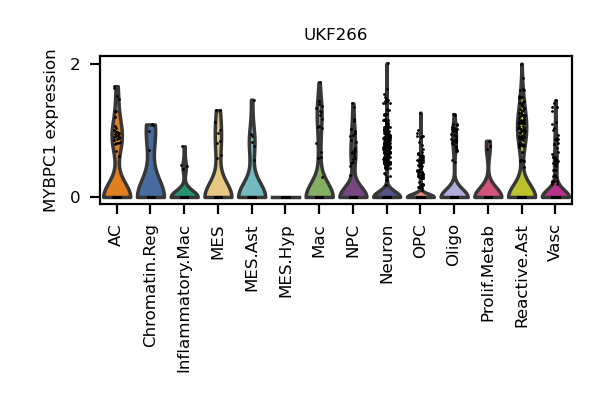 UKF266
MYBPC1 expression
2
0
AC
Chromatin.Reg
Inflammatory.Mac
MES
MES.Ast
MES.Hyp
Mac
NPC
Neuron
OPC
Oligo
Prolif.Metab
Reactive.Ast
Vasc